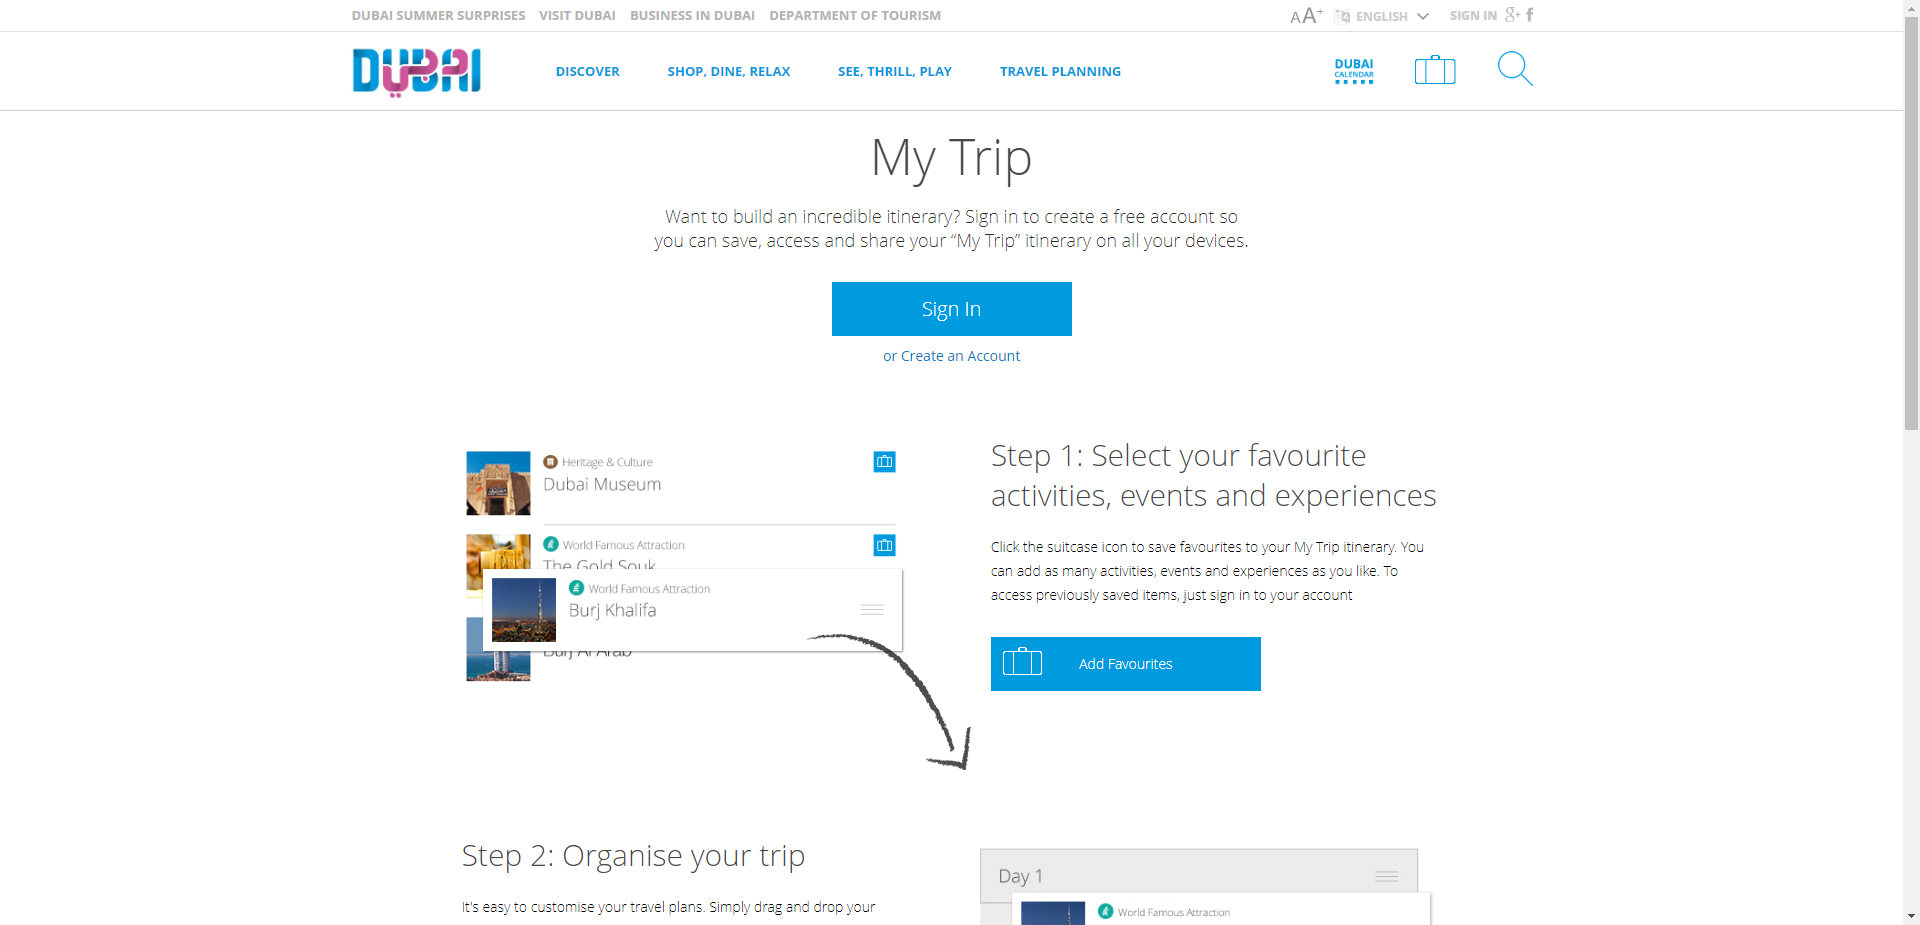 DUBAI SUMMER SURPRISES VISIT DUBAI BUSINESS IN DUBAI DEPARTMENT OF TOURISM
AA+ ENGLISH SIGN IN g+ f
DUBAI
DISCOVER SHOP, DINE, RELAX SEE, THRILL, PLAY TRAVEL PLANNING
DUBAI
CALENDAR
My Trip
Want to build an incredible itinerary? Sign in to create a free account so
you can save, access and share your “My Trip” itinerary on all your devices.
Sign In
or Create an Account
Heritage & Culture
Dubai Museum
World Famous Attraction
The Gold Souk
World Famous Attraction
Burj Khalifa
Burj Al Arab
Step 1: Select your favourite
activities, events and experiences
Click the suitcase icon to save favourites to your My Trip itinerary. You
can add as many activities, events and experiences as you like. To
access previously saved items, just sign in to your account
Add Favourites
Step 2: Organise your trip
It's easy to customise your travel plans. Simply drag and drop your
Day 1
World Famous Attraction